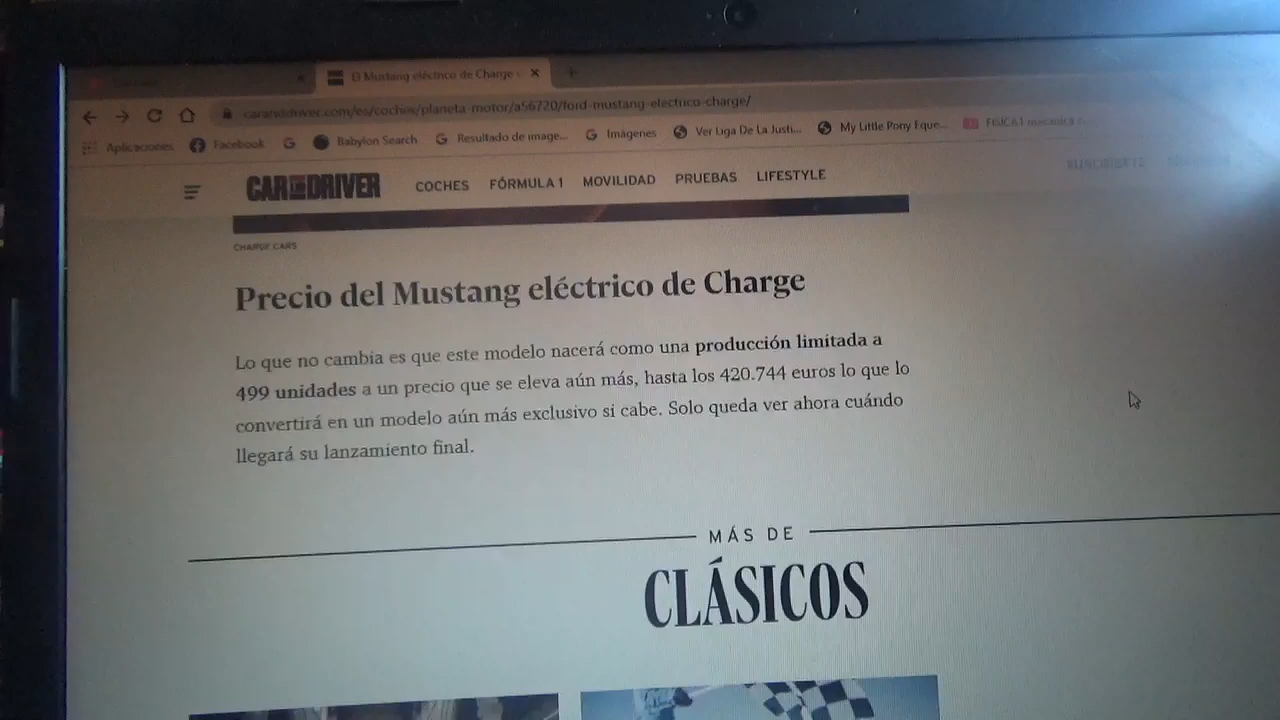 El Mustang eléctrico de Charge
caranddriver.com/es/coches/planeta-motor/a56720/ford-mustang-electrico-charge/
Aplicaciones Facebook Babylon Search Resultado de image... Imágenes Ver Liga De La Justi... My Little Pony Eque...
CAR AND DRIVER COCHES FÓRMULA 1 MOVILIDAD PRUEBAS LIFESTYLE
CHARGE CARS
Precio del Mustang eléctrico de Charge
Lo que no cambia es que este modelo nacerá como una producción limitada a
499 unidades a un precio que se eleva aún más, hasta los 420.744 euros lo que lo
convertirá en un modelo aún más exclusivo si cabe. Solo queda ver ahora cuándo
llegará su lanzamiento final.
MÁS DE
CLÁSICOS